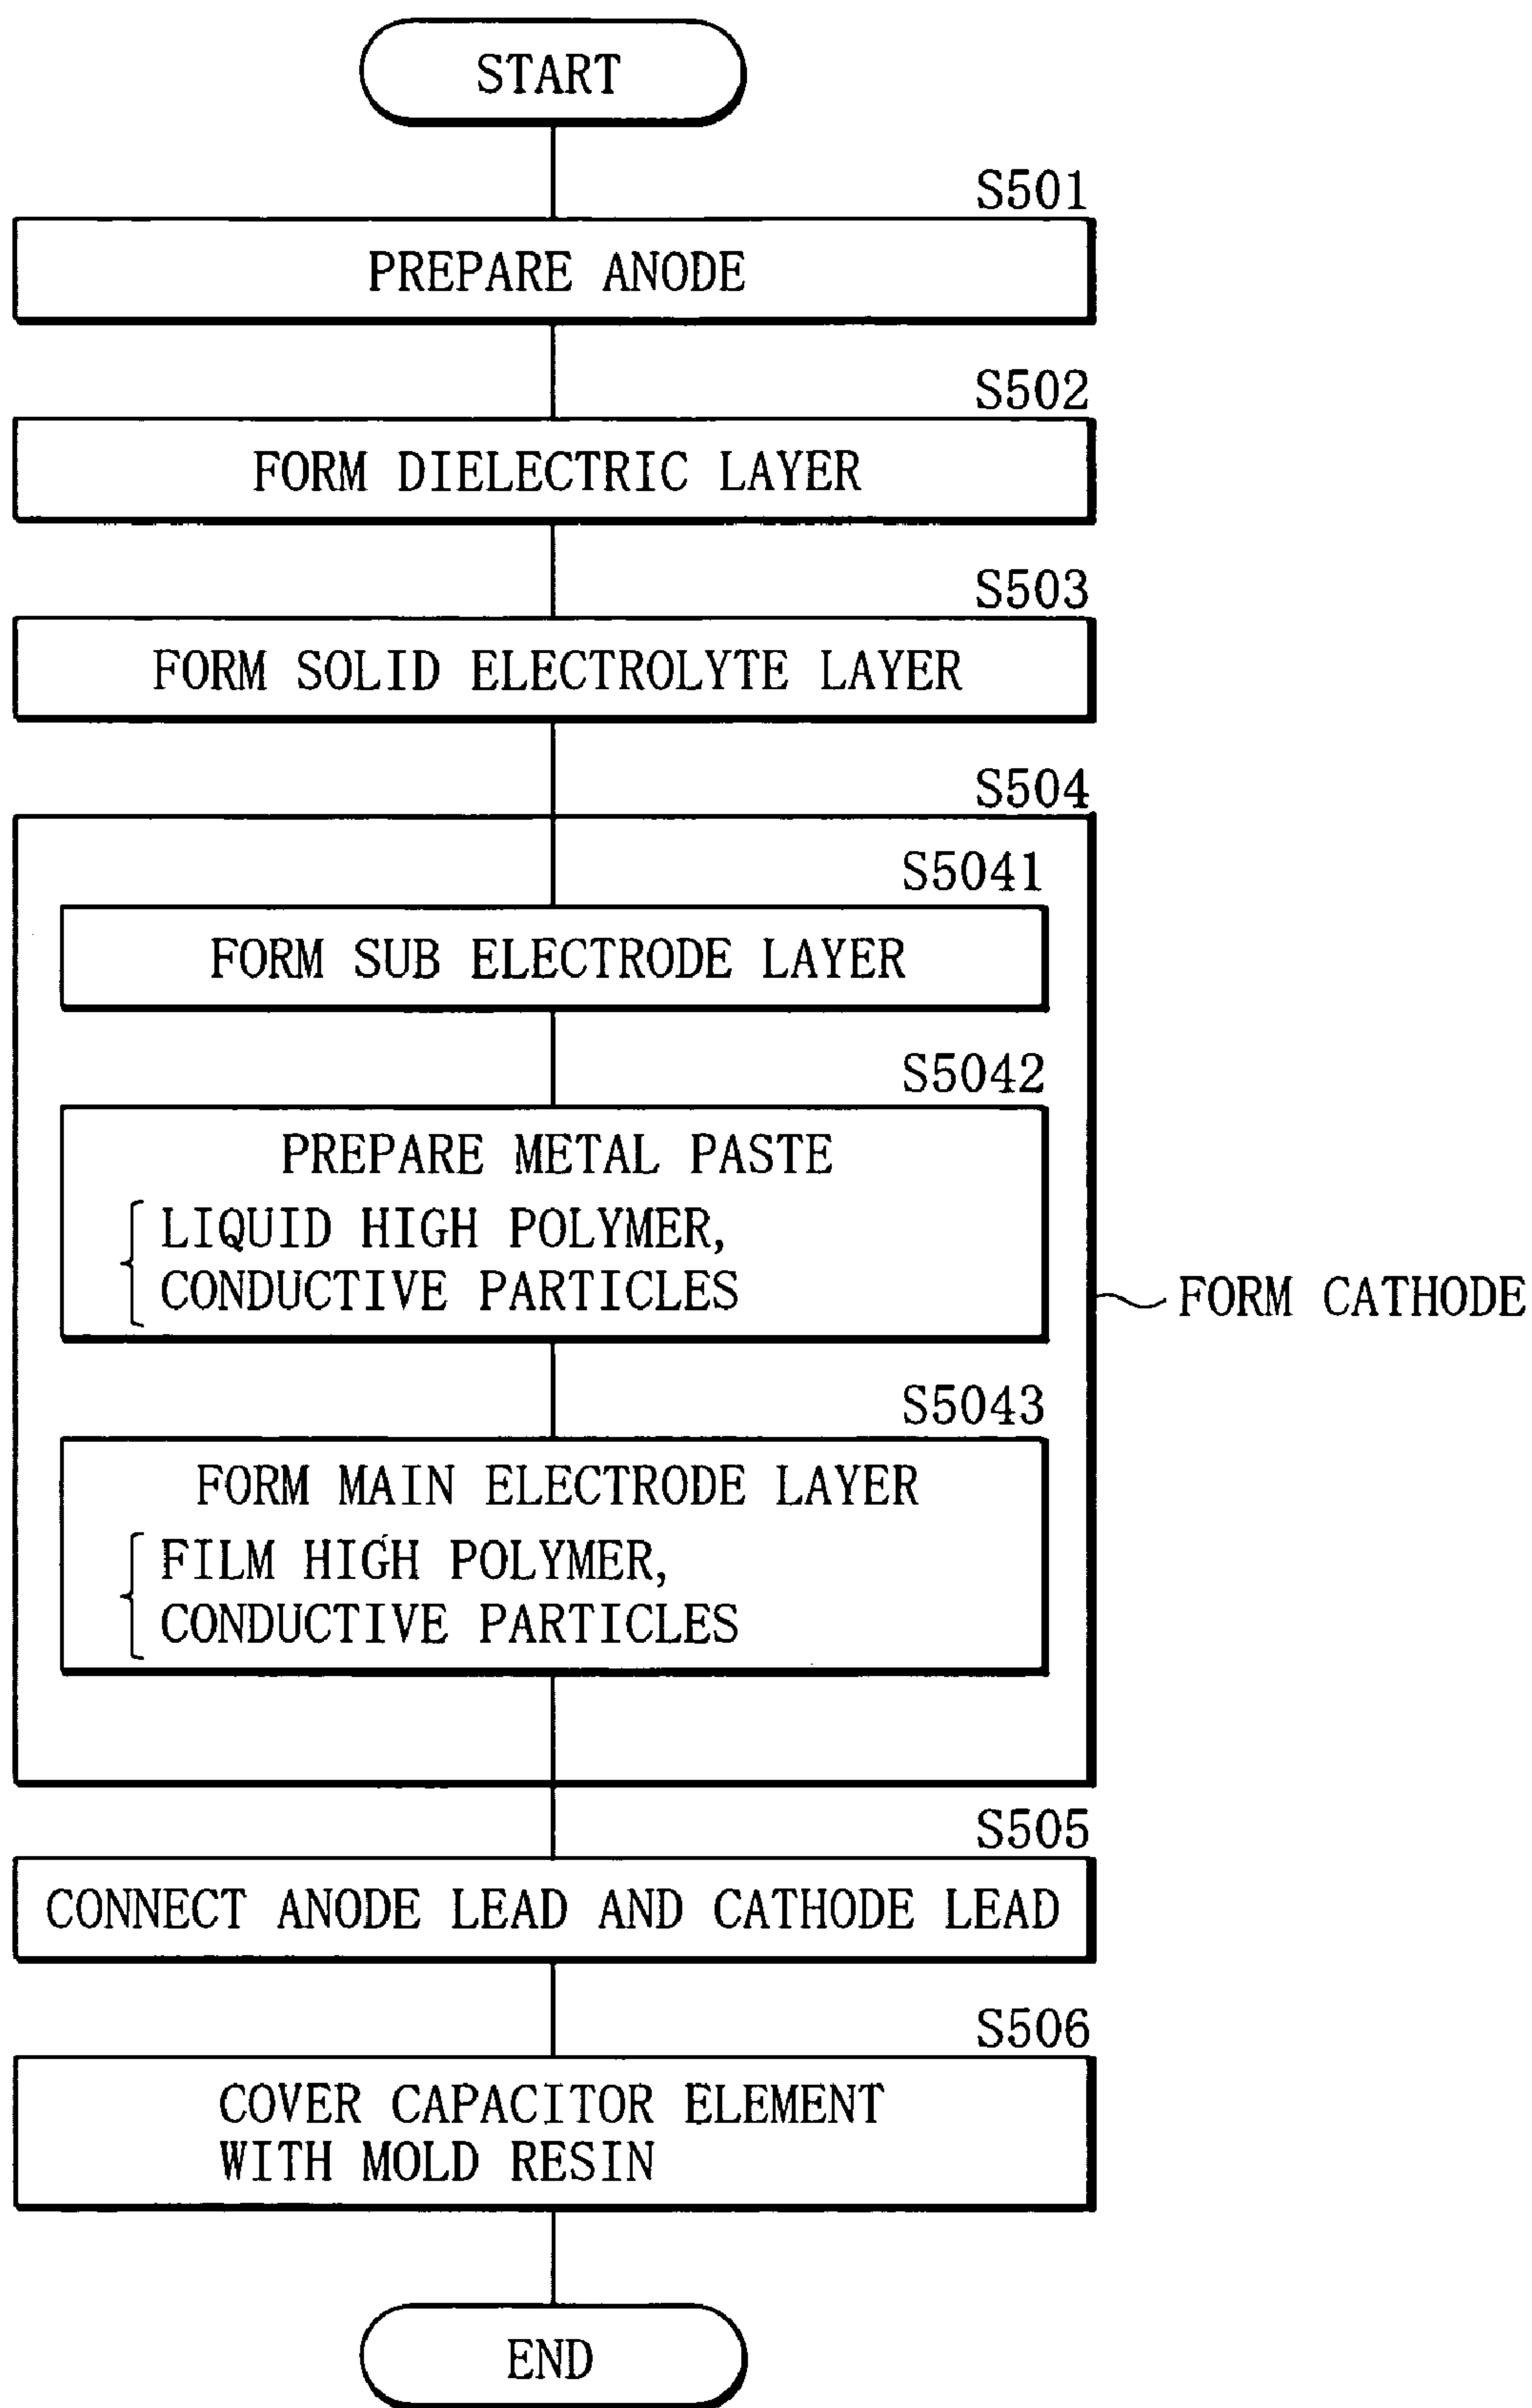 START
S501
PREPARE ANODE
S502
FORM DIELECTRIC LAYER
S503
FORM SOLID ELECTROLYTE LAYER
S504
S5041
FORM SUB ELECTRODE LAYER
S5042
PREPARE METAL PASTE
LIQUID HIGH POLYMER,
CONDUCTIVE PARTICLES
FORM CATHODE
S5043
FORM MAIN ELECTRODE LAYER
FILM HIGH POLYMER,
CONDUCTIVE PARTICLES
S505
CONNECT ANODE LEAD AND CATHODE LEAD
S506
COVER CAPACITOR ELEMENT
WITH MOLD RESIN
END